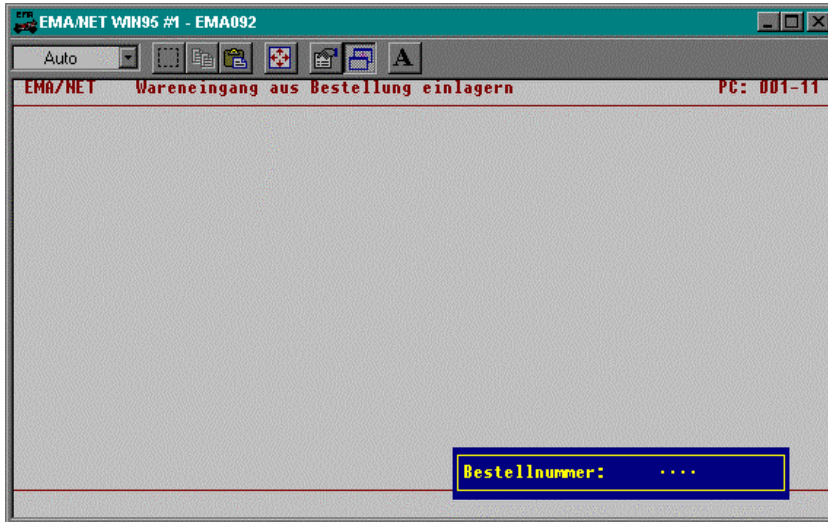 EMA/NET WIN95 #1 - EMA092
Auto
A
EMA/NET Wareneingang aus Bestellung einlagern PC: 001-11
Bestellnummer: ....